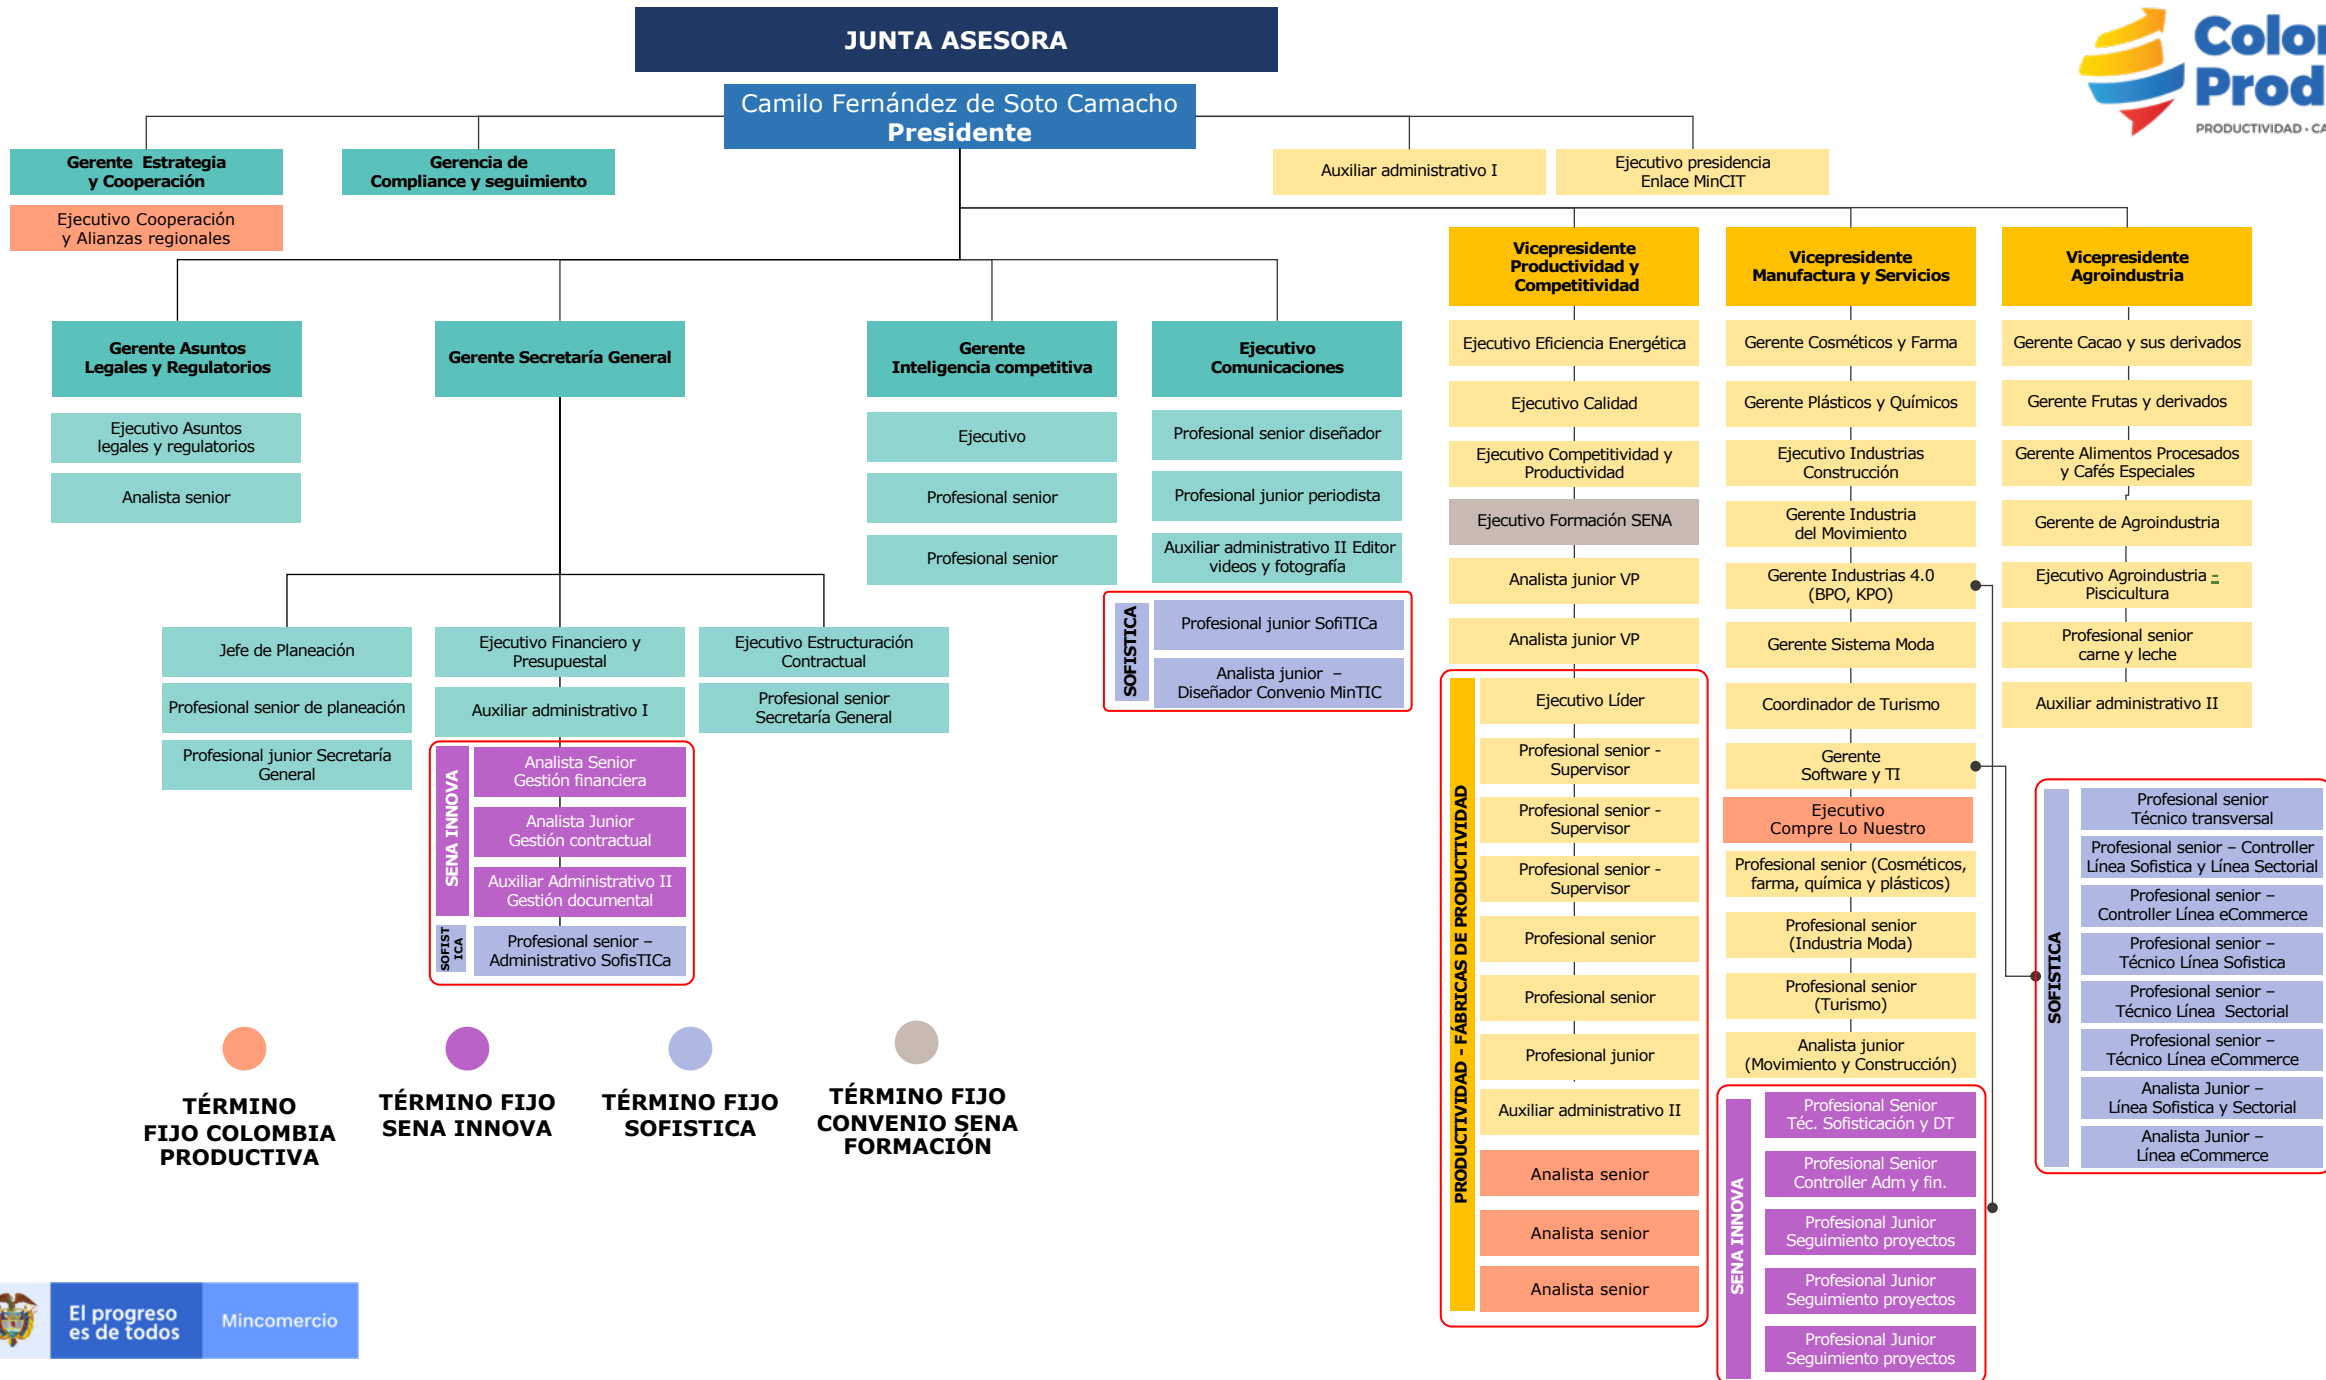 JUNTA ASESORA
Camilo Fernández de Soto Camacho
Presidente
PRODUCTIVIDAD · CA
Gerente Estrategia
y Cooperación
Gerencia de
Compliance y seguimiento
Auxiliar administrativo I
Ejecutivo presidencia
Enlace MinCIT
Ejecutivo Cooperación
y Alianzas regionales
Vicepresidente
Productividad y
Competitividad
Vicepresidente
Manufactura y Servicios
Vicepresidente
Agroindustria
Gerente Asuntos
Legales y Regulatorios
Gerente Secretaría General
Gerente
Inteligencia competitiva
Ejecutivo
Comunicaciones
Ejecutivo Asuntos
legales y regulatorios
Analista senior
Ejecutivo
Profesional senior
Profesional senior
Profesional senior diseñador
Profesional junior periodista
Auxiliar administrativo II Editor
videos y fotografía
SOFISTICA
Profesional junior SofiTICa
Analista junior –
Diseñador Convenio MinTIC
Jefe de Planeación
Profesional senior de planeación
Profesional junior Secretaría
General
Ejecutivo Financiero y
Presupuestal
Auxiliar administrativo I
Ejecutivo Estructuración
Contractual
Profesional senior
Secretaría General
SENA INNOVA
Analista Senior
Gestión financiera
Analista Junior
Gestión contractual
Auxiliar Administrativo II
Gestión documental
SOFIST
ICA
Profesional senior –
Administrativo SofisTICa
Ejecutivo Eficiencia Energética
Ejecutivo Calidad
Ejecutivo Competitividad y
Productividad
Ejecutivo Formación SENA
Analista junior VP
Analista junior VP
PRODUCTIVIDAD - FÁBRICAS DE PRODUCTIVIDAD
Ejecutivo Líder
Profesional senior -
Supervisor
Profesional senior -
Supervisor
Profesional senior -
Supervisor
Profesional senior
Profesional senior
Profesional junior
Auxiliar administrativo II
Analista senior
Analista senior
Analista senior
Gerente Cosméticos y Farma
Gerente Plásticos y Químicos
Ejecutivo Industrias
Construcción
Gerente Industria
del Movimiento
Gerente Industrias 4.0
(BPO, KPO)
Gerente Sistema Moda
Coordinador de Turismo
Gerente
Software y TI
Ejecutivo
Compre Lo Nuestro
Profesional senior (Cosméticos,
farma, química y plásticos)
Profesional senior
(Industria Moda)
Profesional senior
(Turismo)
Analista junior
(Movimiento y Construcción)
SENA INNOVA
Profesional Senior
Téc. Sofisticación y DT
Profesional Senior
Controller Adm y fin.
Profesional Junior
Seguimiento proyectos
Profesional Junior
Seguimiento proyectos
Profesional Junior
Seguimiento proyectos
Gerente Cacao y sus derivados
Gerente Frutas y derivados
Gerente Alimentos Procesados
y Cafés Especiales
Gerente de Agroindustria
Ejecutivo Agroindustria -
Piscicultura
Profesional senior
carne y leche
Auxiliar administrativo II
SOFISTICA
Profesional senior
Técnico transversal
Profesional senior – Controller
Línea Sofistica y Línea Sectorial
Profesional senior –
Controller Línea eCommerce
Profesional senior –
Técnico Línea Sofistica
Profesional senior –
Técnico Línea Sectorial
Profesional senior –
Técnico Línea eCommerce
Analista Junior –
Línea Sofistica y Sectorial
Analista Junior –
Línea eCommerce
TÉRMINO
FIJO COLOMBIA
PRODUCTIVA
TÉRMINO FIJO
SENA INNOVA
TÉRMINO FIJO
SOFISTICA
TÉRMINO FIJO
CONVENIO SENA
FORMACIÓN
El progreso
es de todos
Mincomercio